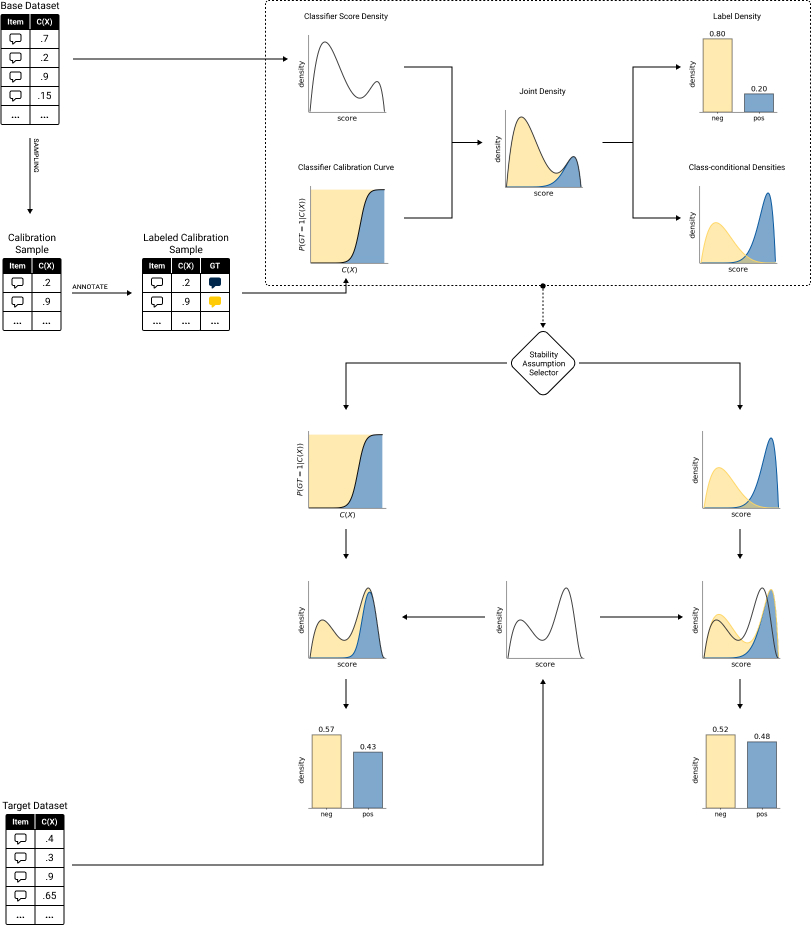 Base Dataset
Item C(X)
.7
.2
.9
.15
... ...
SAMPLING
Calibration
Sample
Item C(X)
.2
.9
... ...
ANNOTATE
Labeled Calibration
Sample
Item C(X) GT
.2
.9
... ... ...
Classifier Score Density
density
score
Classifier Calibration Curve
P(GT = 1|C(X))
C(X)
Joint Density
density
score
Label Density
0.80
0.20
density
neg pos
Class-conditional Densities
density
score
Stability
Assumption
Selector
P(GT = 1|C(X))
C(X)
density
score
density
score
density
score
density
score
0.57
0.43
density
neg pos
0.52
0.48
density
neg pos
Target Dataset
Item C(X)
.4
.3
.9
.65
... ...